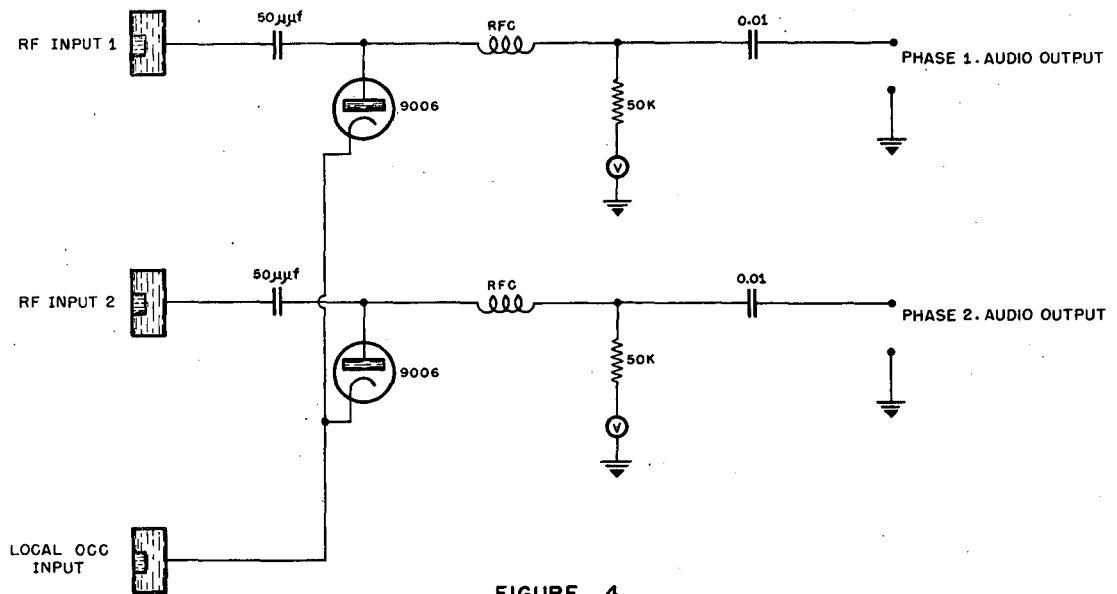 50μμf
RFC
0.01
RF INPUT 1
PHASE 1. AUDIO OUTPUT
9006
50K
V
50μμf
RFC
0.01
RF INPUT 2
PHASE 2. AUDIO OUTPUT
9006
50K
V
LOCAL OCC
INPUT
FIGURE 4